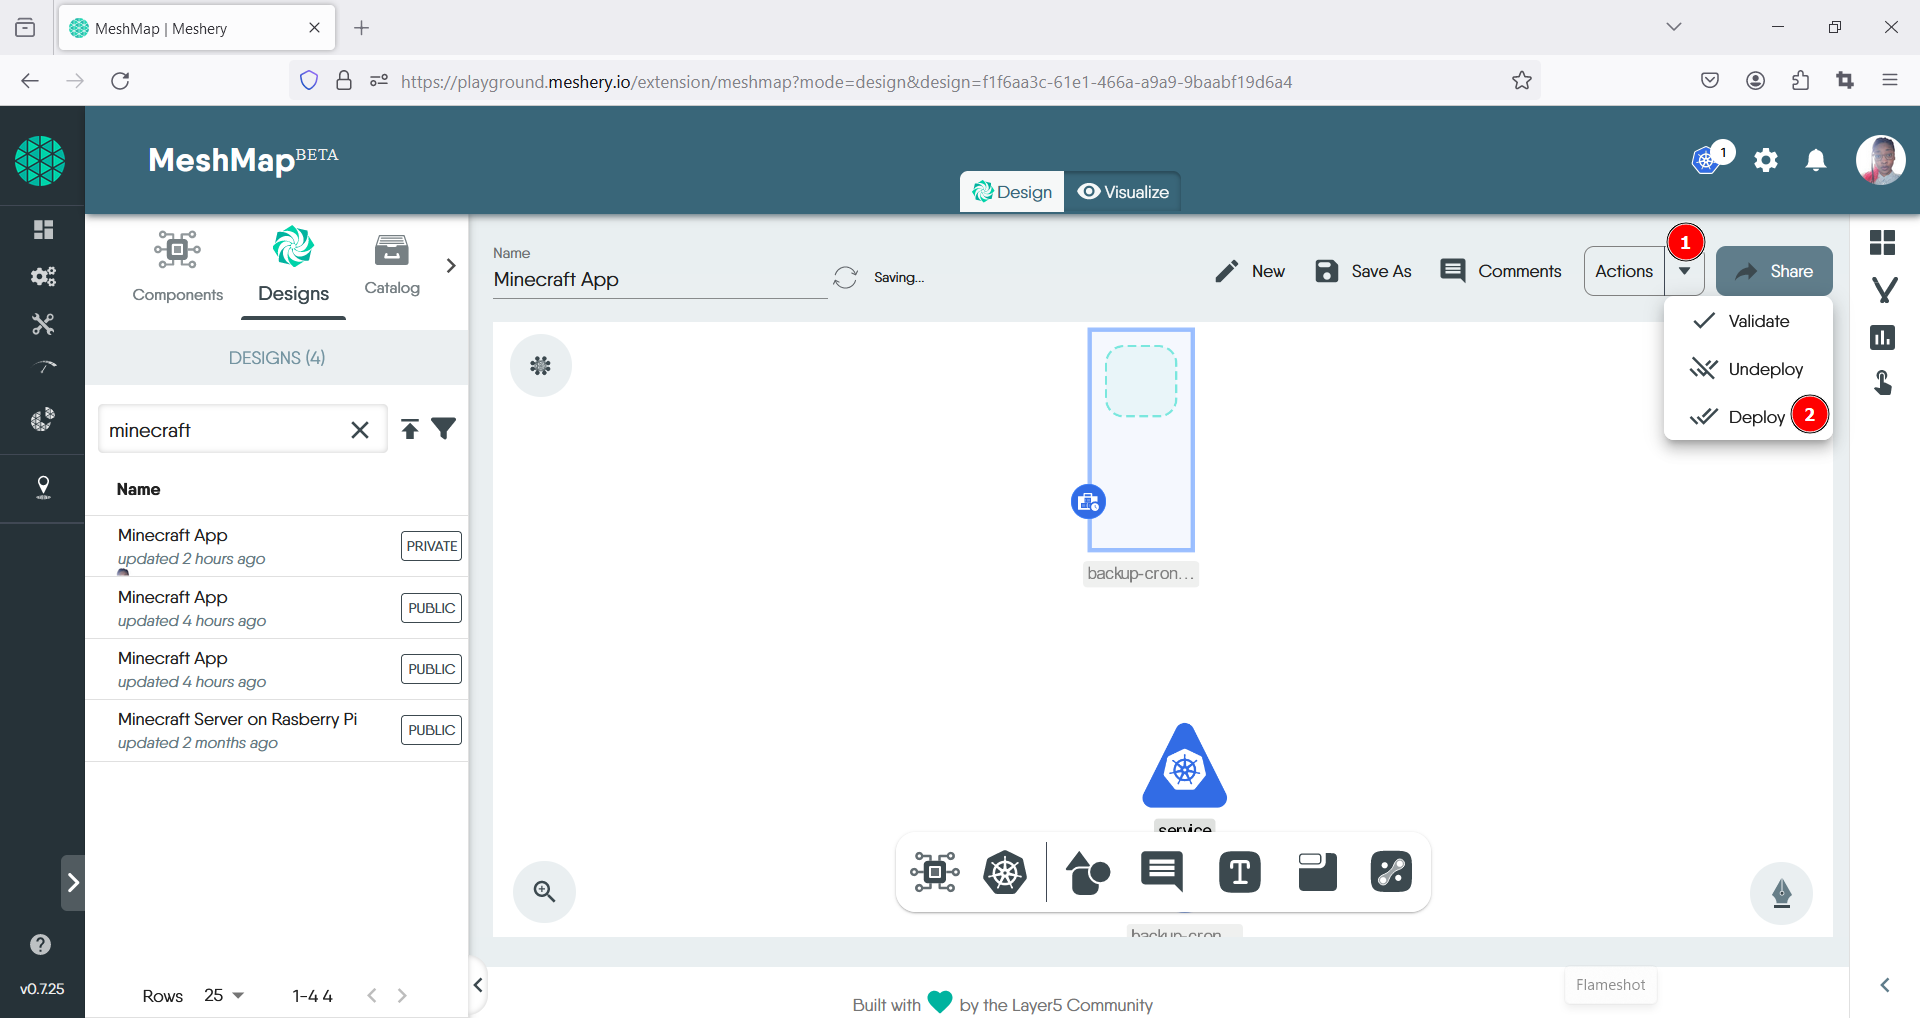 MeshMap | Meshery
https://playground.meshery.io/extension/meshmap?mode=design&design=f1f6aa3c-61e1-466a-a9a9-9baabf19d6a4
MeshMap BETA
1
Design
Visualize
Components
Designs
Catalog
Name
Minecraft App
Saving...
New
Save As
Comments
Actions
1
Share
Validate
Undeploy
Deploy
2
DESIGNS (4)
minecraft
Name
Minecraft App
updated 2 hours ago
PRIVATE
Minecraft App
updated 4 hours ago
PUBLIC
Minecraft App
updated 4 hours ago
PUBLIC
Minecraft Server on Rasberry Pi
updated 2 months ago
PUBLIC
backup-cron...
service
T
backup-cron...
v0.7.25
Rows 25 1-4 4
Built with by the Layer5 Community
Flameshot